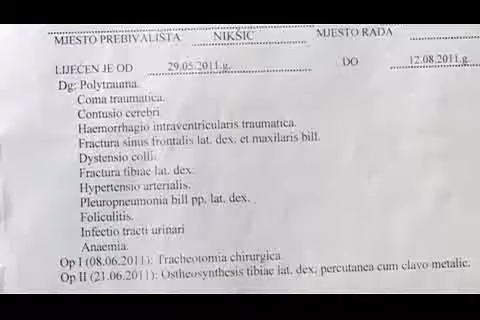 MJESTO PREBIVALIŠTA NIKŠIĆ MJESTO RADA
LIJEČEN JE OD 29.05.2011.g. DO 12.08.2011.g.
Dg: Polytrauma.
Coma traumatica.
Contusio cerebri
Haemorrhagio intraventricularis traumatica.
Fractura sinus frontalis lat. dex. et maxilaris bill.
Dystensio colli.
Fractura tibiae lat. dex.
Hypertensio arterialis.
Pleuropneumonia bill pp. lat. dex.
Foliculitis.
Infectio tracti urinari
Anaemia.
Op I (08.06.2011): Tracheotomia chirurgica.
Op II (21.06.2011): Ostheosynthesis tibiae lat. dex. percutanea cum clavo metalic.